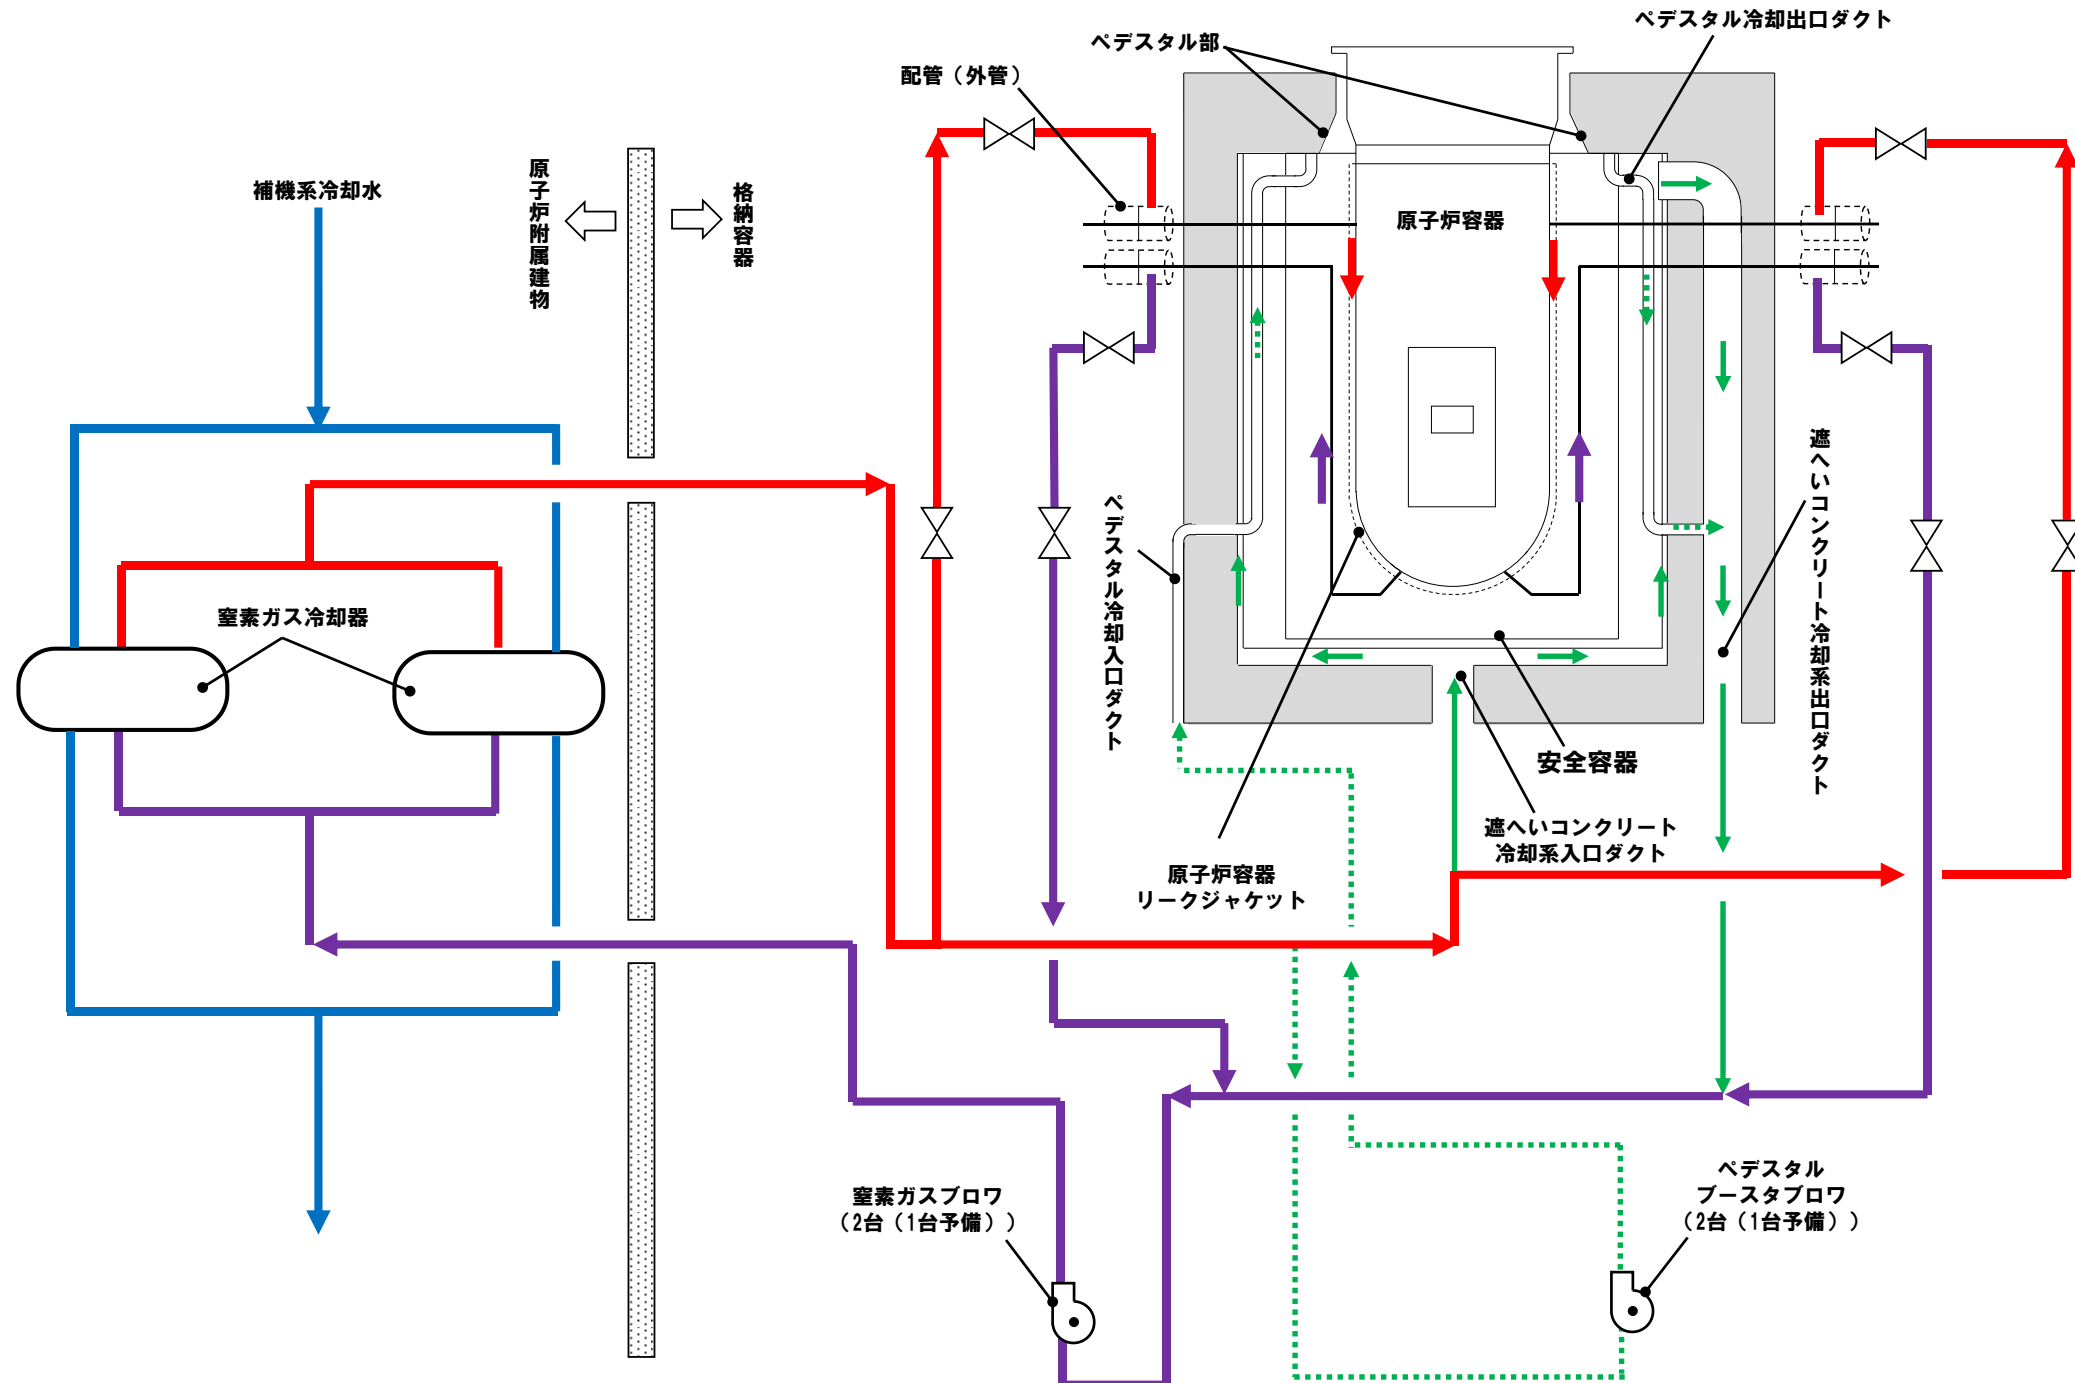 ペデスタル冷却出口ダクト
ペデスタル部
配管（外管）
補機系冷却水
原子炉附属建物
格納容器
原子炉容器
窒素ガス冷却器
ペデスタル冷却入口ダクト
遮へいコンクリート冷却系出口ダクト
安全容器
遮へいコンクリート
冷却系入口ダクト
原子炉容器
リークジャケット
窒素ガスブロワ
（2台（1台予備））
ペデスタル
ブースタブロワ
（2台（1台予備））